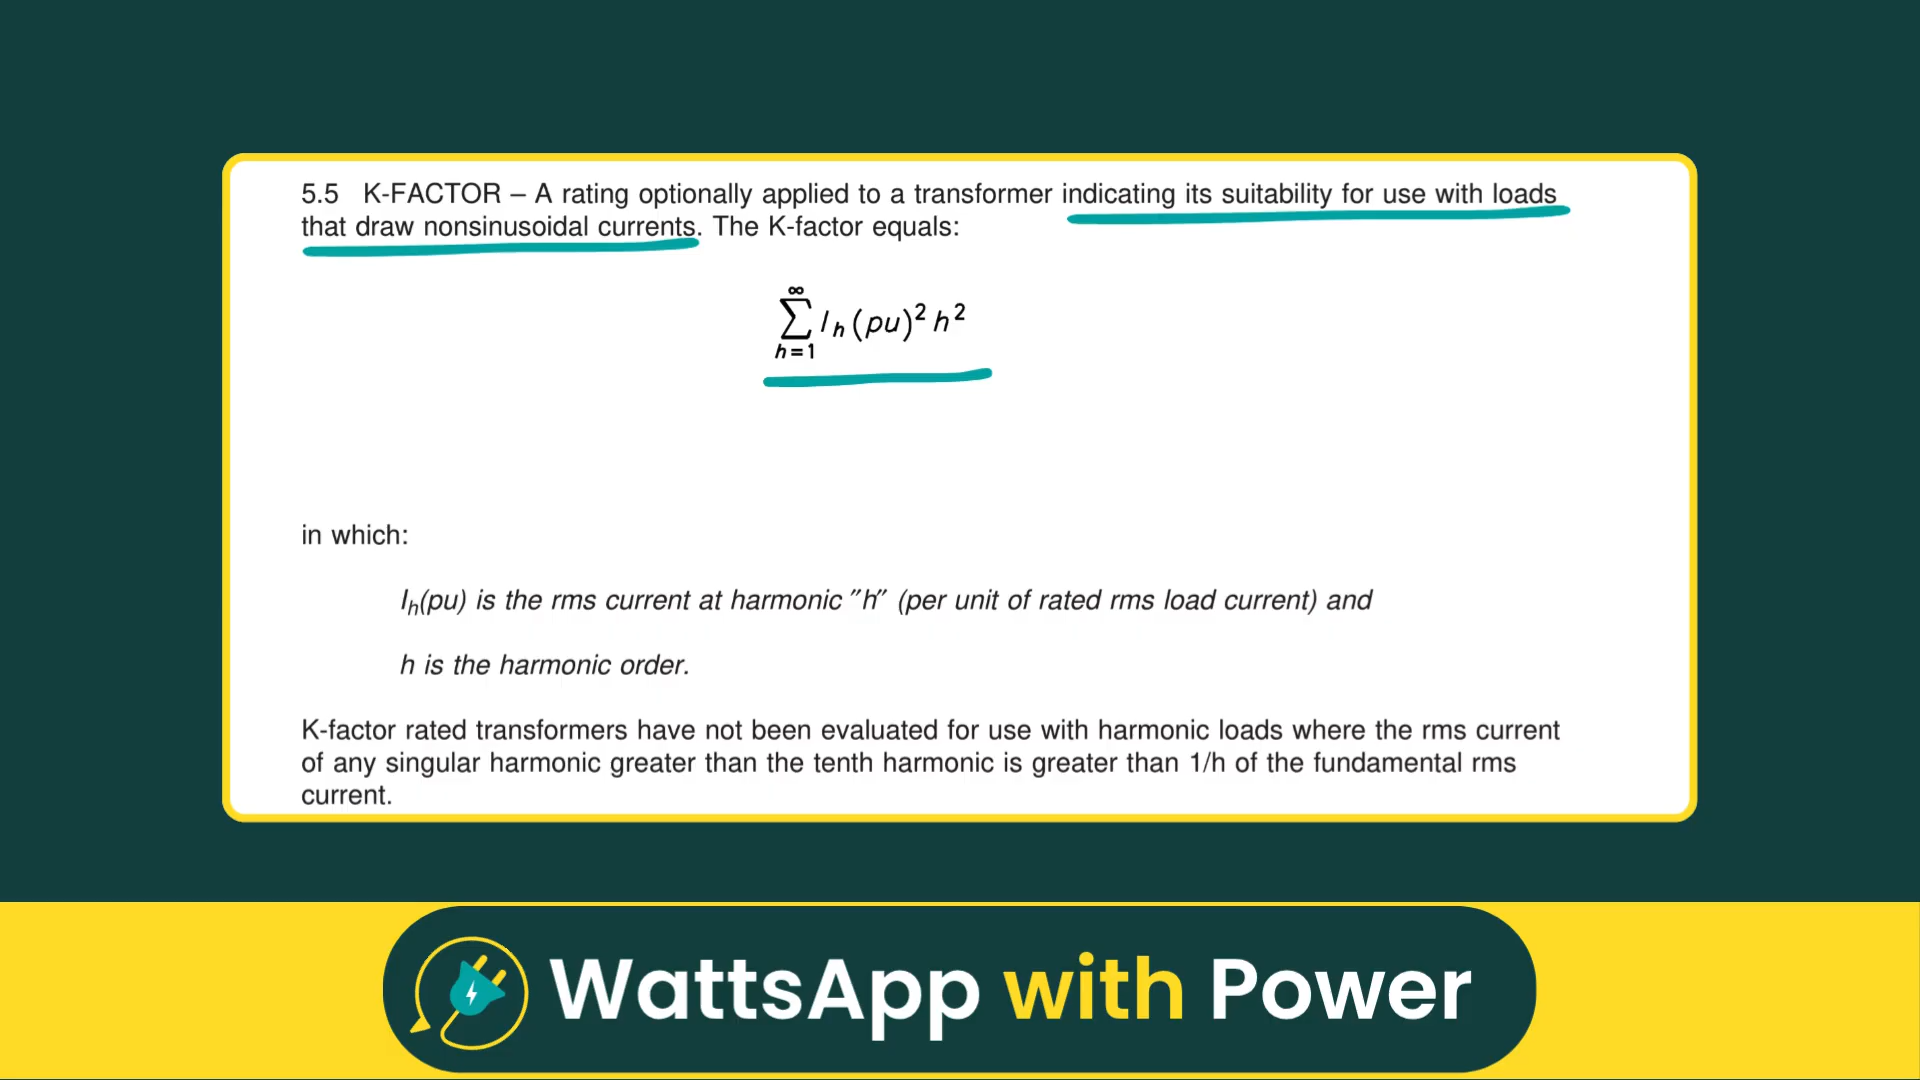 5.5 K-FACTOR – A rating optionally applied to a transformer indicating its suitability for use with loads
that draw nonsinusoidal currents. The K-factor equals:
∞
∑ I_h (pu)² h²
h=1
in which:
I_h(pu) is the rms current at harmonic "h" (per unit of rated rms load current) and
h is the harmonic order.
K-factor rated transformers have not been evaluated for use with harmonic loads where the rms current
of any singular harmonic greater than the tenth harmonic is greater than 1/h of the fundamental rms
current.
WattsApp with Power